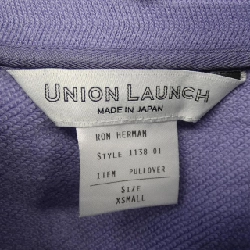 UNION LAUNCH
MADE IN JAPAN
RON HERMAN
STYLE 1138 01
ITEM PULLOVER
SIZE
XSMALL